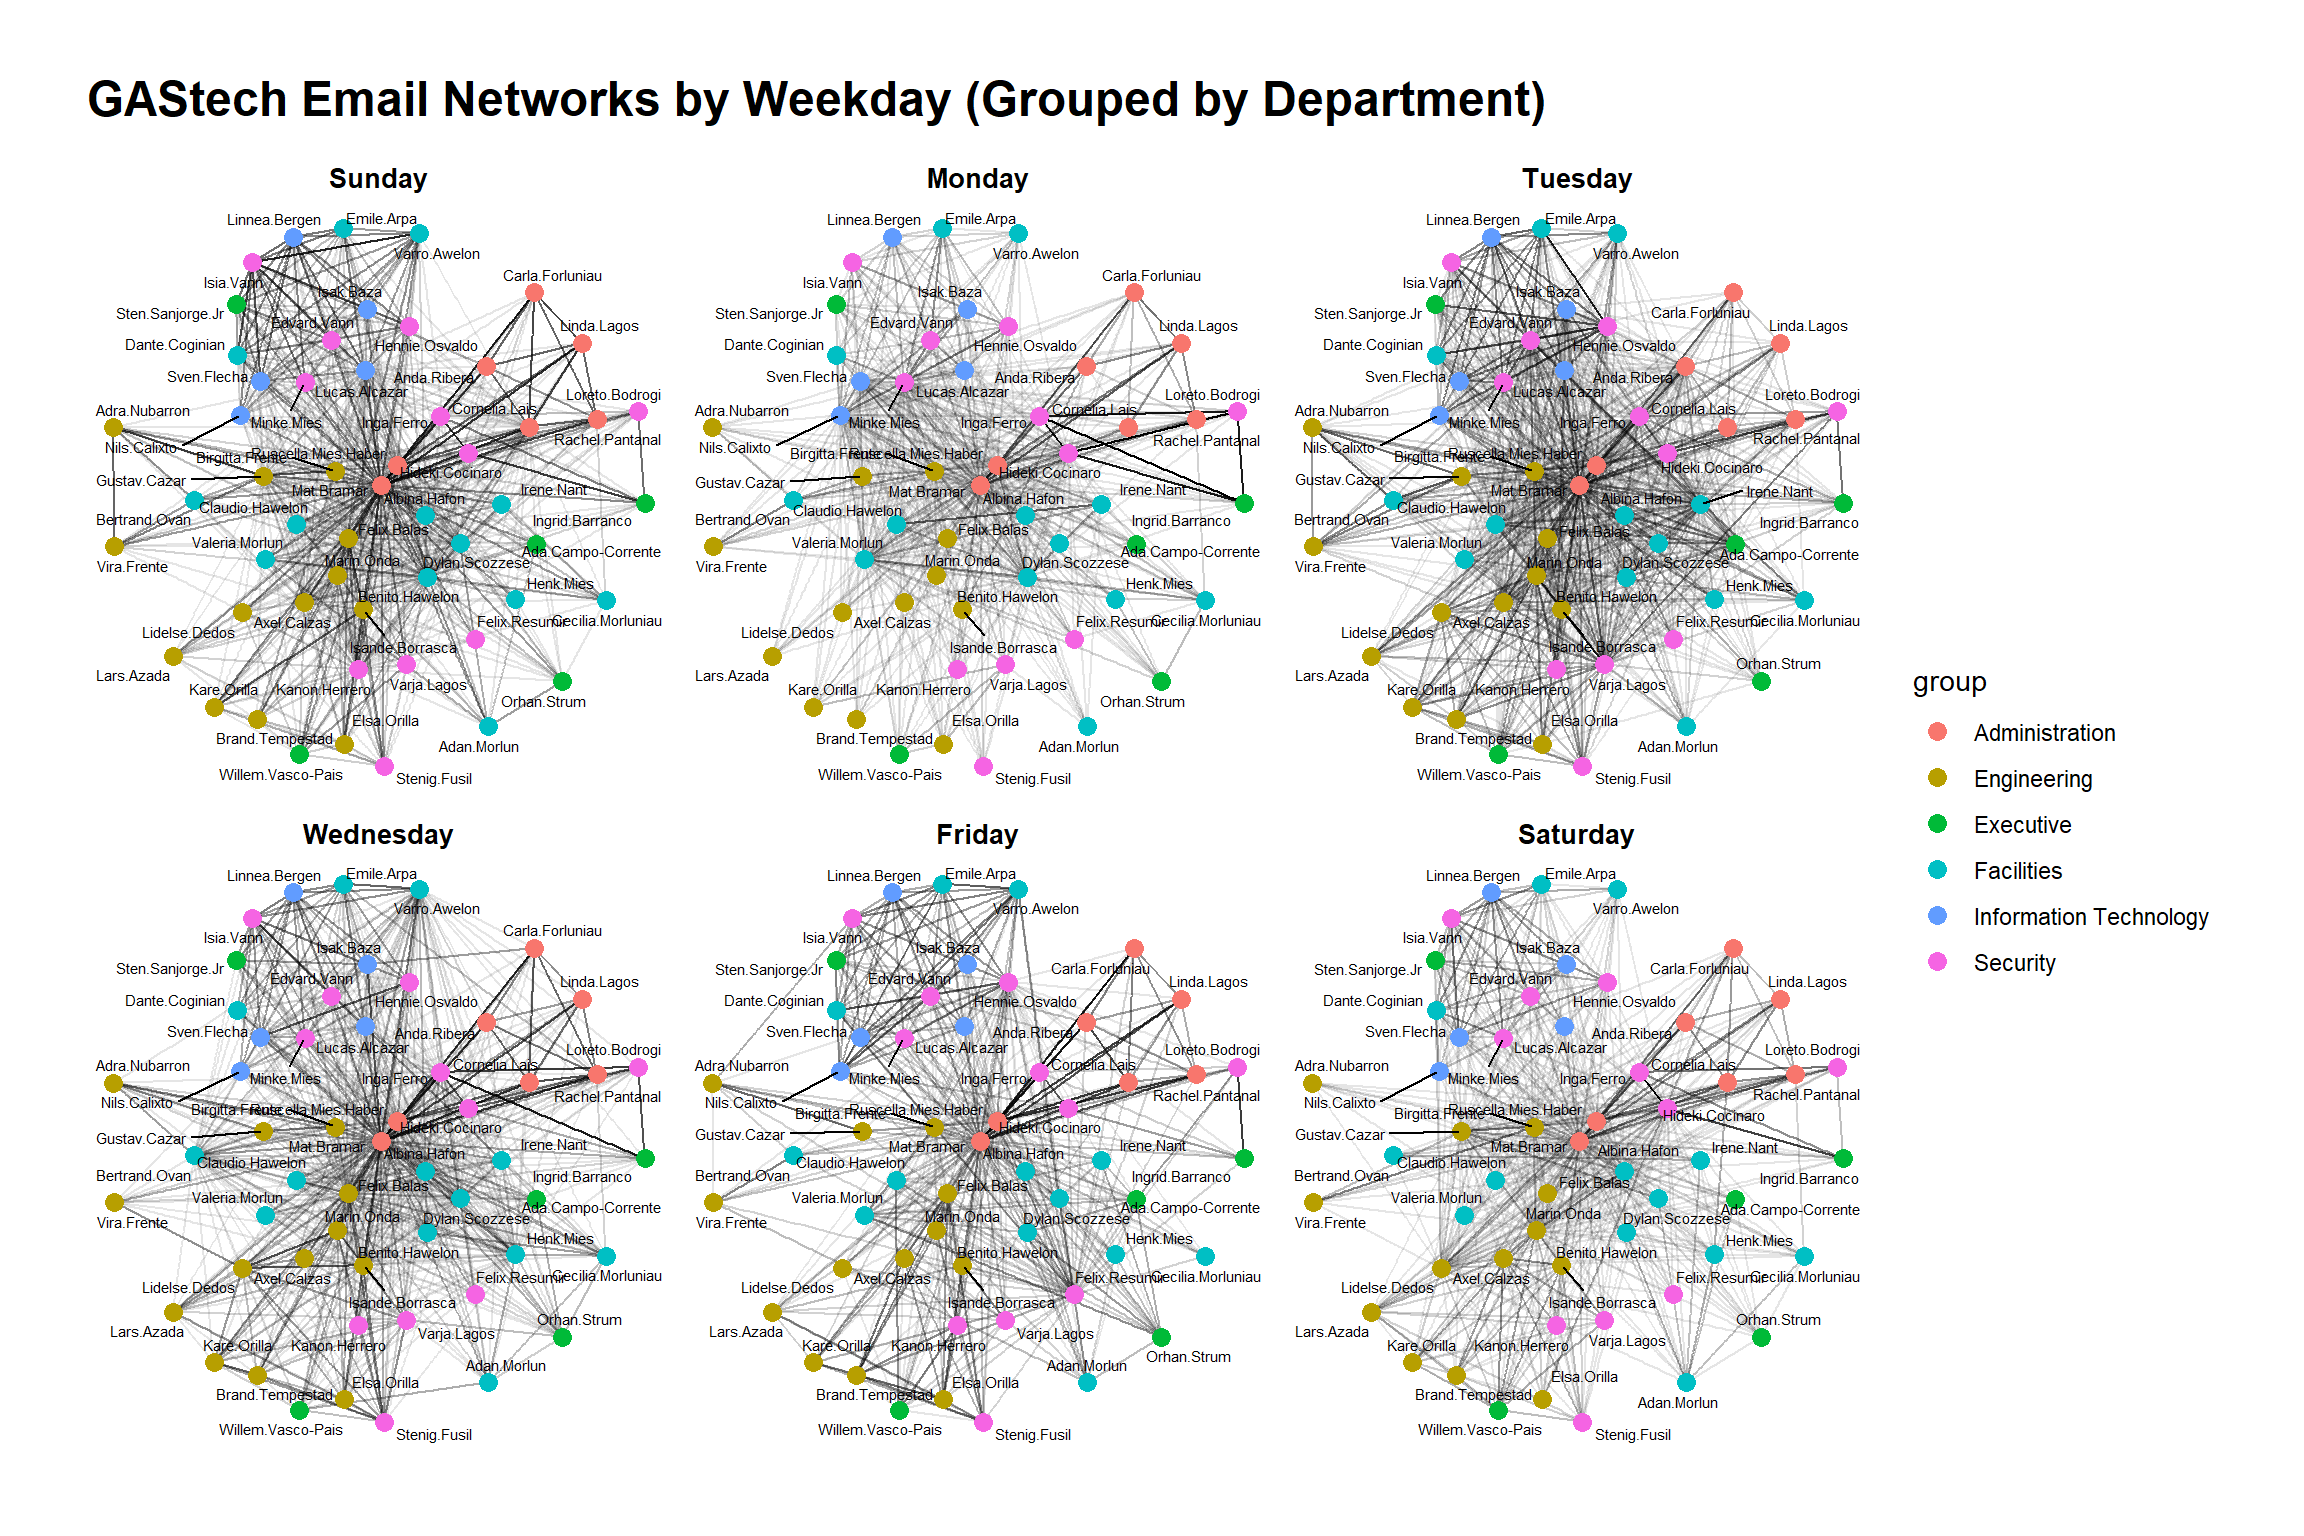 GAStech Email Networks by Weekday (Grouped by Department)
Sunday
Linnea.Bergen
Emile.Arpa
Varro.Awelon
Carla.Forluniau
Isia.Vann
Isak.Baza
Sten.Sanjorge.Jr
Edvard.Vann
Linda.Lagos
Dante.Coginian
Hennie.Osvaldo
Sven.Flecha
Anda.Ribera
Lucas.Alcazar
Loreto.Bodrogi
Adra.Nubarron
Minke.Mies
Inga.Ferro
Cornelia.Lais
Nils.Calixto
Rachel.Pantanal
Birgitta.Frente
Ruscella.Mies.Haber
Hideki.Cocinaro
Gustav.Cazar
Mat.Bramar
Albina.Hafon
Irene.Nant
Bertrand.Ovan
Claudio.Hawelon
Felix.Balas
Ingrid.Barranco
Valeria.Morlun
Marin.Onda
Dylan.Scozzese
Ada.Campo-Corrente
Vira.Frente
Henk.Mies
Benito.Hawelon
Lidelse.Dedos
Axel.Calzas
Felix.Resumir
Cecilia.Morluniau
Isande.Borrasca
Lars.Azada
Kare.Orilla
Kanon.Herrero
Varja.Lagos
Orhan.Strum
Elsa.Orilla
Brand.Tempestad
Adan.Morlun
Willem.Vasco-Pais
Stenig.Fusil
Monday
Linnea.Bergen
Emile.Arpa
Varro.Awelon
Carla.Forluniau
Isia.Vann
Isak.Baza
Sten.Sanjorge.Jr
Edvard.Vann
Linda.Lagos
Dante.Coginian
Hennie.Osvaldo
Sven.Flecha
Anda.Ribera
Lucas.Alcazar
Loreto.Bodrogi
Adra.Nubarron
Minke.Mies
Inga.Ferro
Cornelia.Lais
Nils.Calixto
Rachel.Pantanal
Birgitta.Frente
Ruscella.Mies.Haber
Hideki.Cocinaro
Gustav.Cazar
Mat.Bramar
Albina.Hafon
Irene.Nant
Bertrand.Ovan
Claudio.Hawelon
Felix.Balas
Ingrid.Barranco
Valeria.Morlun
Marin.Onda
Dylan.Scozzese
Ada.Campo-Corrente
Vira.Frente
Henk.Mies
Benito.Hawelon
Lidelse.Dedos
Axel.Calzas
Felix.Resumir
Cecilia.Morluniau
Isande.Borrasca
Lars.Azada
Kare.Orilla
Kanon.Herrero
Varja.Lagos
Orhan.Strum
Elsa.Orilla
Brand.Tempestad
Adan.Morlun
Willem.Vasco-Pais
Stenig.Fusil
Tuesday
Linnea.Bergen
Emile.Arpa
Varro.Awelon
Isia.Vann
Isak.Baza
Carla.Forluniau
Sten.Sanjorge.Jr
Edvard.Vann
Linda.Lagos
Dante.Coginian
Hennie.Osvaldo
Sven.Flecha
Anda.Ribera
Lucas.Alcazar
Loreto.Bodrogi
Adra.Nubarron
Minke.Mies
Inga.Ferro
Cornelia.Lais
Nils.Calixto
Rachel.Pantanal
Birgitta.Frente
Ruscella.Mies.Haber
Hideki.Cocinaro
Gustav.Cazar
Mat.Bramar
Albina.Hafon
Irene.Nant
Bertrand.Ovan
Claudio.Hawelon
Felix.Balas
Ingrid.Barranco
Valeria.Morlun
Marin.Onda
Dylan.Scozzese
Ada.Campo-Corrente
Vira.Frente
Henk.Mies
Benito.Hawelon
Lidelse.Dedos
Axel.Calzas
Felix.Resumir
Cecilia.Morluniau
Isande.Borrasca
Lars.Azada
Orhan.Strum
Kare.Orilla
Kanon.Herrero
Varja.Lagos
Elsa.Orilla
Brand.Tempestad
Adan.Morlun
Willem.Vasco-Pais
Stenig.Fusil
Wednesday
Linnea.Bergen
Emile.Arpa
Varro.Awelon
Carla.Forluniau
Isia.Vann
Isak.Baza
Sten.Sanjorge.Jr
Edvard.Vann
Linda.Lagos
Dante.Coginian
Hennie.Osvaldo
Sven.Flecha
Anda.Ribera
Lucas.Alcazar
Loreto.Bodrogi
Adra.Nubarron
Minke.Mies
Inga.Ferro
Cornelia.Lais
Nils.Calixto
Rachel.Pantanal
Birgitta.Frente
Ruscella.Mies.Haber
Hideki.Cocinaro
Gustav.Cazar
Mat.Bramar
Albina.Hafon
Irene.Nant
Bertrand.Ovan
Claudio.Hawelon
Felix.Balas
Ingrid.Barranco
Valeria.Morlun
Marin.Onda
Dylan.Scozzese
Ada.Campo-Corrente
Vira.Frente
Henk.Mies
Benito.Hawelon
Lidelse.Dedos
Axel.Calzas
Felix.Resumir
Cecilia.Morluniau
Isande.Borrasca
Lars.Azada
Orhan.Strum
Kare.Orilla
Kanon.Herrero
Varja.Lagos
Adan.Morlun
Elsa.Orilla
Brand.Tempestad
Willem.Vasco-Pais
Stenig.Fusil
Friday
Linnea.Bergen
Emile.Arpa
Varro.Awelon
Isia.Vann
Isak.Baza
Carla.Forluniau
Sten.Sanjorge.Jr
Edvard.Vann
Linda.Lagos
Dante.Coginian
Hennie.Osvaldo
Sven.Flecha
Anda.Ribera
Lucas.Alcazar
Loreto.Bodrogi
Adra.Nubarron
Minke.Mies
Inga.Ferro
Cornelia.Lais
Nils.Calixto
Rachel.Pantanal
Birgitta.Frente
Ruscella.Mies.Haber
Hideki.Cocinaro
Gustav.Cazar
Mat.Bramar
Albina.Hafon
Irene.Nant
Bertrand.Ovan
Claudio.Hawelon
Felix.Balas
Ingrid.Barranco
Valeria.Morlun
Marin.Onda
Dylan.Scozzese
Ada.Campo-Corrente
Vira.Frente
Henk.Mies
Benito.Hawelon
Lidelse.Dedos
Axel.Calzas
Felix.Resumir
Cecilia.Morluniau
Isande.Borrasca
Lars.Azada
Kare.Orilla
Kanon.Herrero
Varja.Lagos
Orhan.Strum
Adan.Morlun
Elsa.Orilla
Brand.Tempestad
Willem.Vasco-Pais
Stenig.Fusil
Saturday
Linnea.Bergen
Emile.Arpa
Varro.Awelon
Isia.Vann
Isak.Baza
Carla.Forluniau
Sten.Sanjorge.Jr
Edvard.Vann
Linda.Lagos
Dante.Coginian
Hennie.Osvaldo
Sven.Flecha
Anda.Ribera
Lucas.Alcazar
Loreto.Bodrogi
Adra.Nubarron
Minke.Mies
Inga.Ferro
Cornelia.Lais
Nils.Calixto
Rachel.Pantanal
Birgitta.Frente
Ruscella.Mies.Haber
Hideki.Cocinaro
Gustav.Cazar
Mat.Bramar
Albina.Hafon
Irene.Nant
Bertrand.Ovan
Claudio.Hawelon
Felix.Balas
Ingrid.Barranco
Valeria.Morlun
Marin.Onda
Dylan.Scozzese
Ada.Campo-Corrente
Vira.Frente
Henk.Mies
Benito.Hawelon
Lidelse.Dedos
Axel.Calzas
Felix.Resumir
Cecilia.Morluniau
Isande.Borrasca
Lars.Azada
Orhan.Strum
Kare.Orilla
Kanon.Herrero
Varja.Lagos
Elsa.Orilla
Brand.Tempestad
Adan.Morlun
Willem.Vasco-Pais
Stenig.Fusil
group
Administration
Engineering
Executive
Facilities
Information Technology
Security